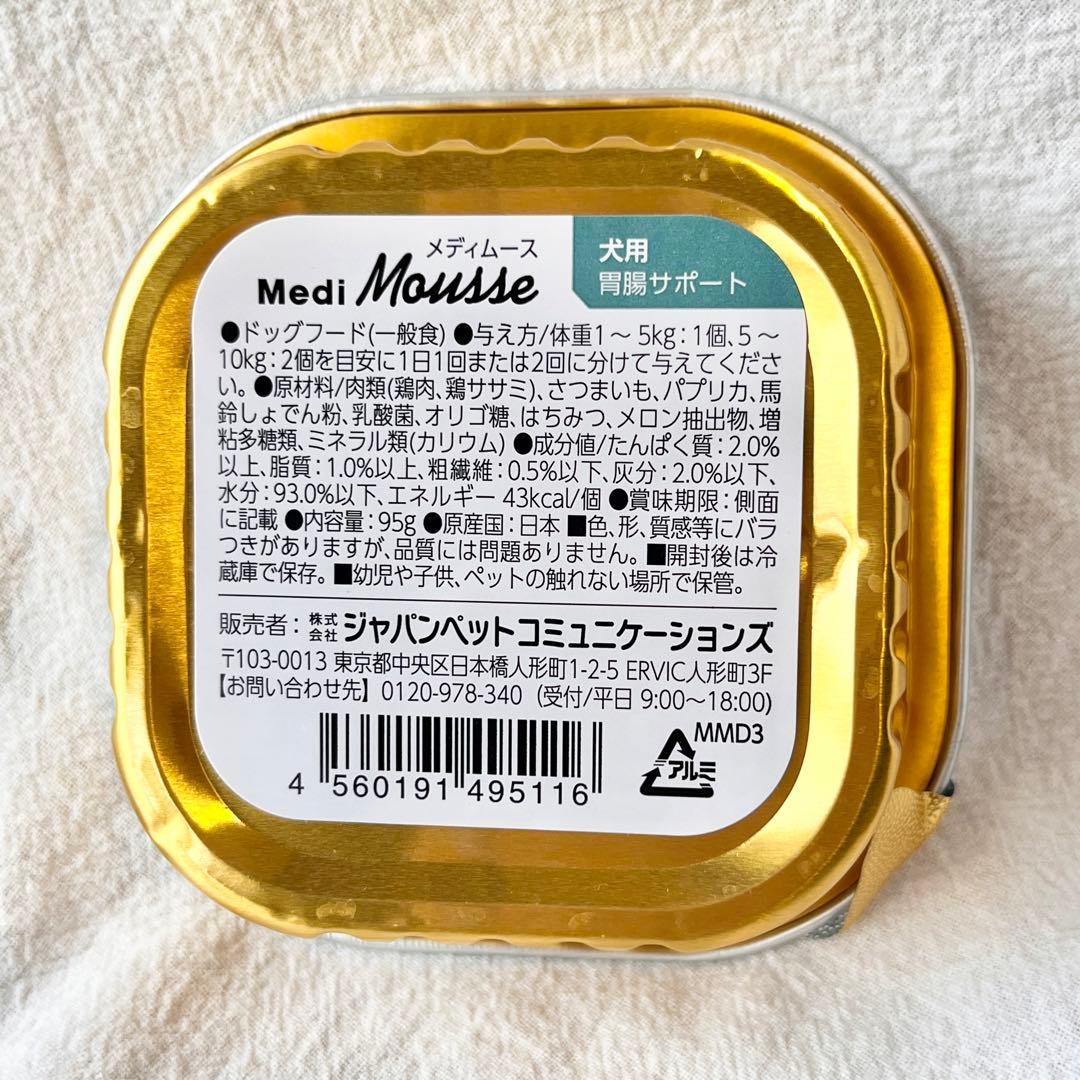 メディムース
Medi Mousse
犬用
胃腸サポート
●ドッグフード(一般食) ●与え方/体重1～5kg：1個、5～
10kg：2個を目安に1日1回または2回に分けて与えてくださ
い。●原材料/肉類(鶏肉、鶏ササミ)、さつまいも、パプリカ、馬
鈴しょでん粉、乳酸菌、オリゴ糖、はちみつ、メロン抽出物、増
粘多糖類、ミネラル類(カリウム) ●成分値/たんぱく質：2.0%
以上、脂質：1.0%以上、粗繊維：0.5%以下、灰分：2.0%以下、
水分：93.0%以下、エネルギー 43kcal/個 ●賞味期限：側面
に記載 ●内容量：95g ●原産国：日本 ■色、形、質感等にバラ
つきがありますが、品質には問題ありません。■開封後は冷
蔵庫で保存。■幼児や子供、ペットの触れない場所で保管。
販売者：株式会社 ジャパンペットコミュニケーションズ
〒103-0013 東京都中央区日本橋人形町1-2-5 ERVIC人形町3F
【お問い合わせ先】0120-978-340（受付/平日 9:00～18:00)
MMD3
アルミ
4 560191 495116